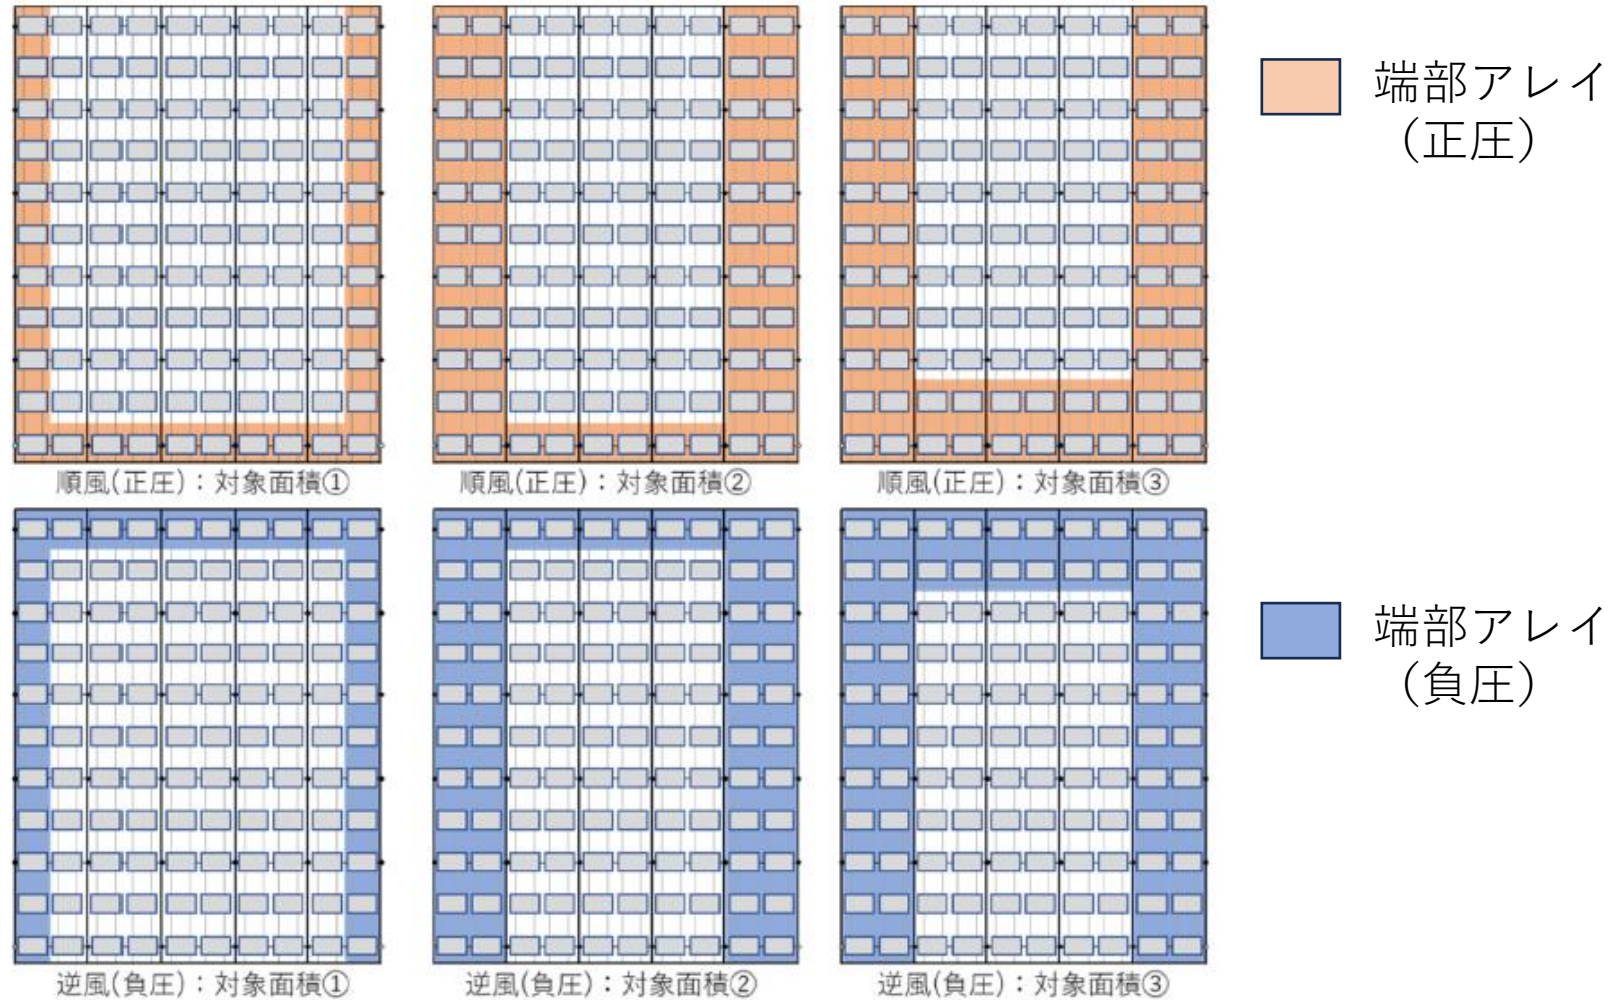 端部アレイ
（正圧）
順風(正圧)：対象面積①
順風(正圧)：対象面積②
順風(正圧)：対象面積③
端部アレイ
（負圧）
逆風(負圧)：対象面積①
逆風(負圧)：対象面積②
逆風(負圧)：対象面積③